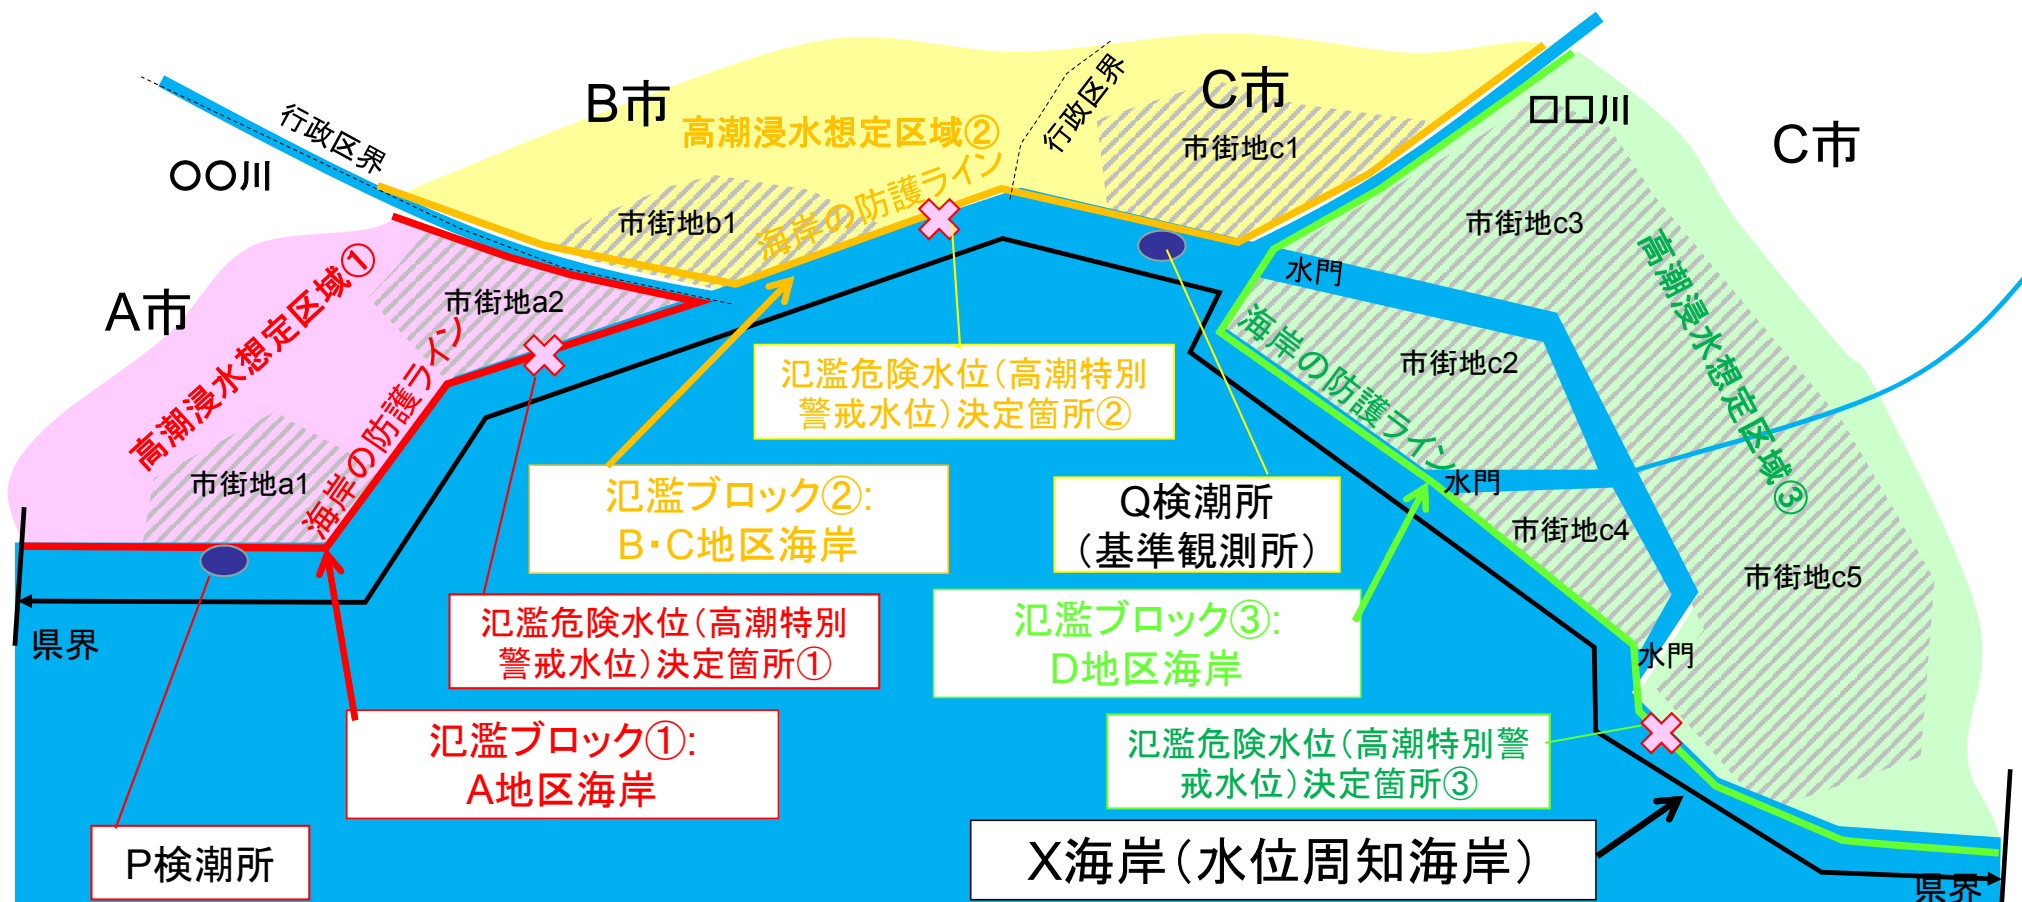 B市
C市
行政区界
高潮浸水想定区域②
行政区界
□□川
○○川
市街地c1
C市
市街地b1
海岸の防護ライン
市街地c3
A市
高潮浸水想定区域①
市街地a2
水門
高潮浸水想定区域③
海岸の防護ライン
市街地c2
氾濫危険水位（高潮特別
警戒水位）決定箇所②
市街地a1
海岸の防護ライン
水門
氾濫ブロック②:
B・C地区海岸
Q検潮所
（基準観測所）
市街地c4
市街地c5
県界
氾濫危険水位（高潮特別
警戒水位）決定箇所①
氾濫ブロック③:
D地区海岸
水門
氾濫ブロック①:
A地区海岸
氾濫危険水位（高潮特別警
戒水位）決定箇所③
P検潮所
X海岸（水位周知海岸）
県界